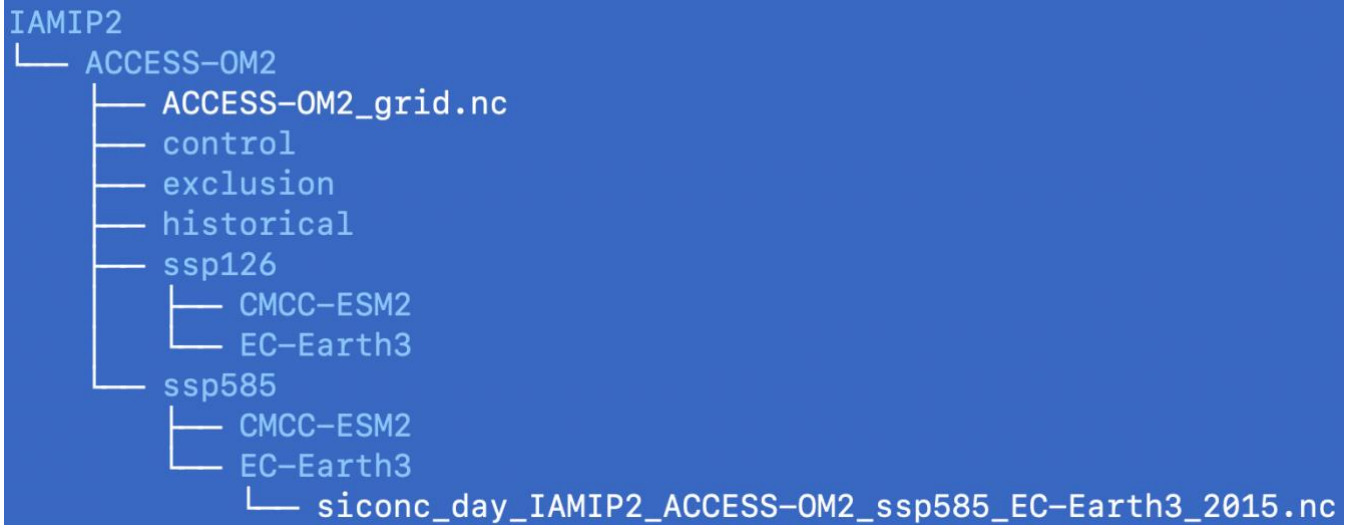 IAMIP2
└── ACCESS-OM2
    ├── ACCESS-OM2_grid.nc
    ├── control
    ├── exclusion
    ├── historical
    ├── ssp126
    │   ├── CMCC-ESM2
    │   └── EC-Earth3
    └── ssp585
        ├── CMCC-ESM2
        └── EC-Earth3
            └── siconc_day_IAMIP2_ACCESS-OM2_ssp585_EC-Earth3_2015.nc